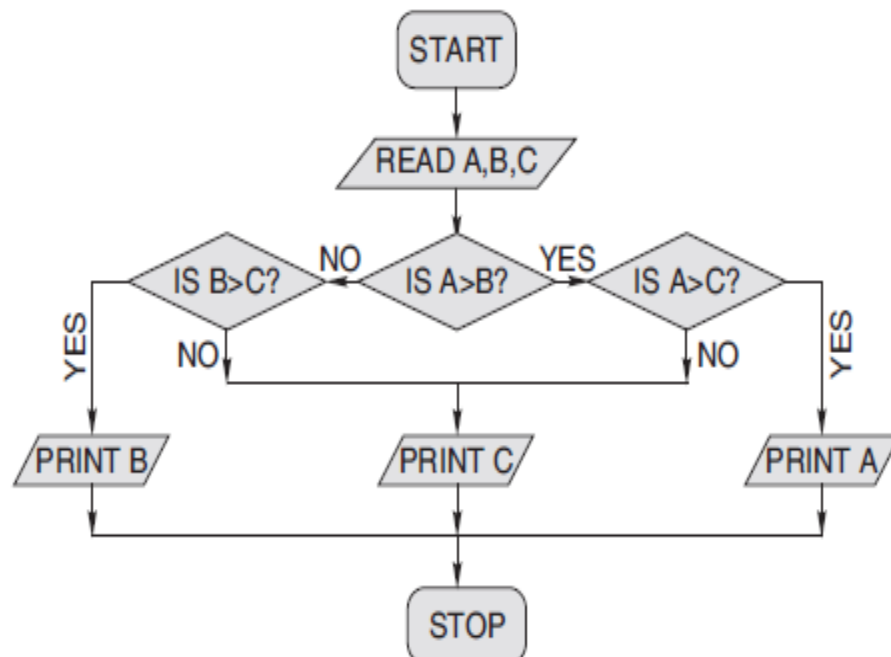 START
READ A,B,C
NO
YES
IS B>C?
IS A>B?
IS A>C?
YES
NO
NO
YES
PRINT B
PRINT C
PRINT A
STOP